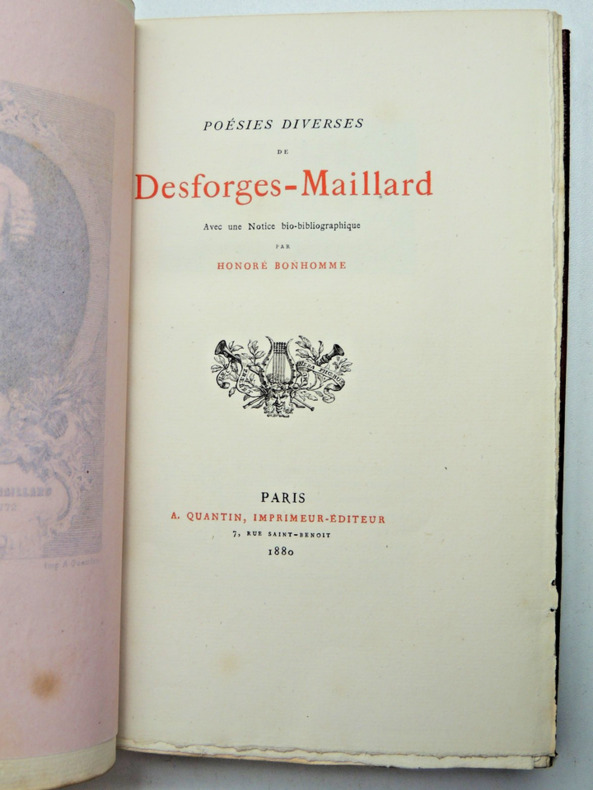 POÉSIES DIVERSES
DE
Desforges-Maillard
Avec une Notice bio-bibliographique
PAR
HONORÉ BONHOMME
PARIS
A. QUANTIN, IMPRIMEUR-ÉDITEUR
7, RUE SAINT-BENOIT
1880